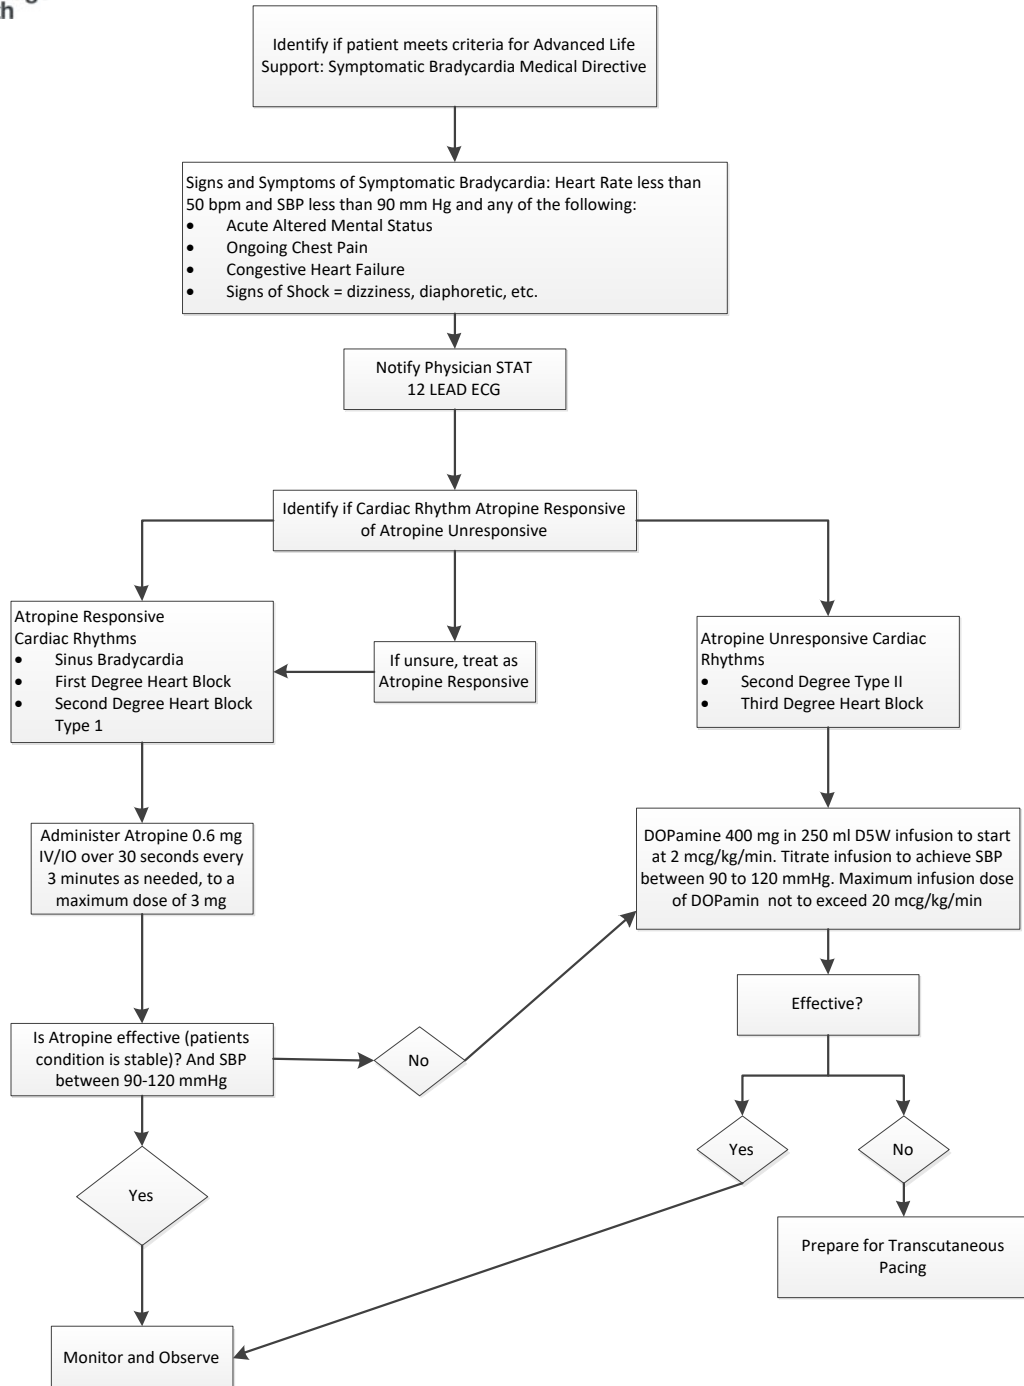 th
Identify if patient meets criteria for Advanced Life
Support: Symptomatic Bradycardia Medical Directive
Signs and Symptoms of Symptomatic Bradycardia: Heart Rate less than
50 bpm and SBP less than 90 mm Hg and any of the following:
• Acute Altered Mental Status
• Ongoing Chest Pain
• Congestive Heart Failure
• Signs of Shock = dizziness, diaphoretic, etc.
Notify Physician STAT
12 LEAD ECG
Identify if Cardiac Rhythm Atropine Responsive
of Atropine Unresponsive
Atropine Responsive
Cardiac Rhythms
• Sinus Bradycardia
• First Degree Heart Block
• Second Degree Heart Block
Type 1
If unsure, treat as
Atropine Responsive
Atropine Unresponsive Cardiac
Rhythms
• Second Degree Type II
• Third Degree Heart Block
Administer Atropine 0.6 mg
IV/IO over 30 seconds every
3 minutes as needed, to a
maximum dose of 3 mg
DOPamine 400 mg in 250 ml D5W infusion to start
at 2 mcg/kg/min. Titrate infusion to achieve SBP
between 90 to 120 mmHg. Maximum infusion dose
of DOPamin not to exceed 20 mcg/kg/min
Is Atropine effective (patients
condition is stable)? And SBP
between 90-120 mmHg
No
Effective?
Yes
Yes
No
Prepare for Transcutaneous
Pacing
Monitor and Observe